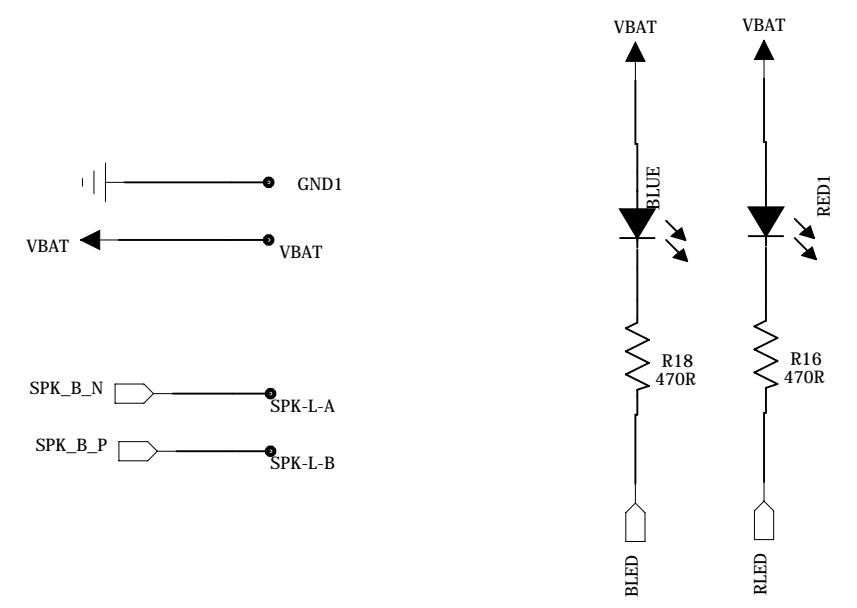 VBAT
VBAT
GND1
BLUE
RED1
VBAT
VBAT
R18
470R
R16
470R
SPK_B_N
SPK-L-A
SPK_B_P
SPK-L-B
BLED
RLED